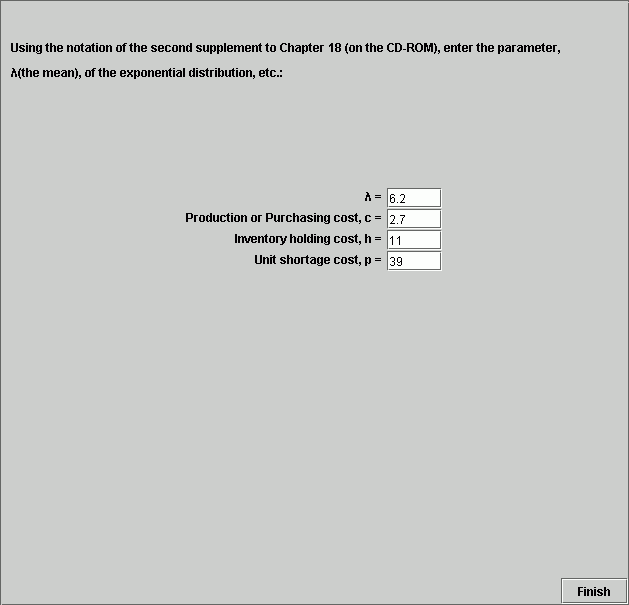 Using the notation of the second supplement to Chapter 18 (on the CD-ROM), enter the parameter,
λ(the mean), of the exponential distribution, etc.:
λ = 6.2
Production or Purchasing cost, c = 2.7
Inventory holding cost, h = 11
Unit shortage cost, p = 39
Finish